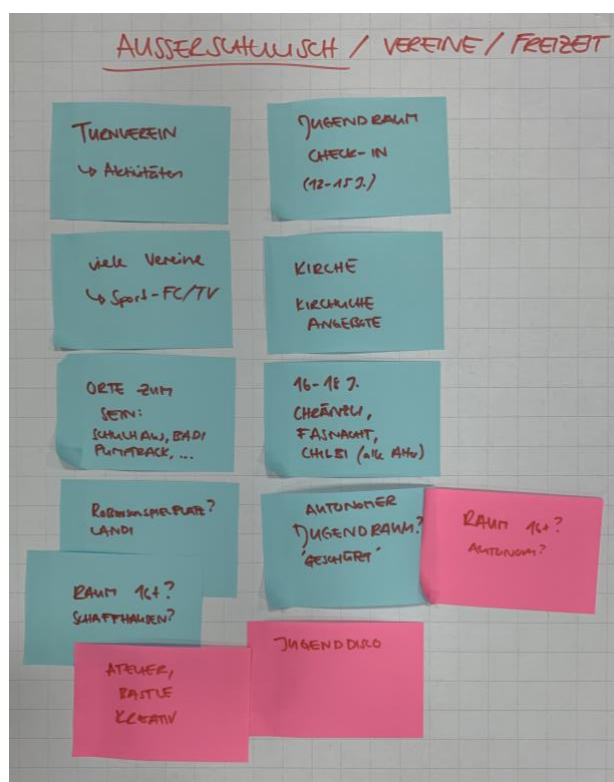 AUSSERSCHULISCH / VEREINE / FREIZEIT
TURNVEREIN
↳ Aktivitäten
JUGENDRAUM
CHECK-IN
(12-15 J.)
viele Vereine
↳ Sport-FC/TV
KIRCHE
KIRCHLICHE
ANGEBOTE
ORTE ZUM
SEIN:
SCHULHAUS, BADI
PUMPTRACK, ...
16-18 J.
CHRÄNZLI,
FASNACHT,
CHILBI (alle Alter)
ROBINSONSPIELPLATZ?
LANDI
AUTONOMER
JUGENDRAUM?
"GESCHÜTZT"
RAUM 16+?
AUTONOM?
RAUM 16+?
SCHAFFHAUSEN?
JUGENDDISCO
ATELIER,
BASTLE
KREATIV